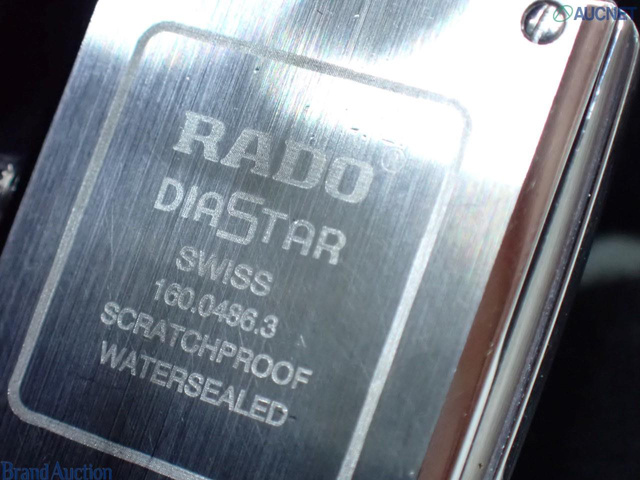 AUCNET
RADO®
DIASTAR
SWISS
160.0486.3
SCRATCHPROOF
WATERSEALED
Brand Auction